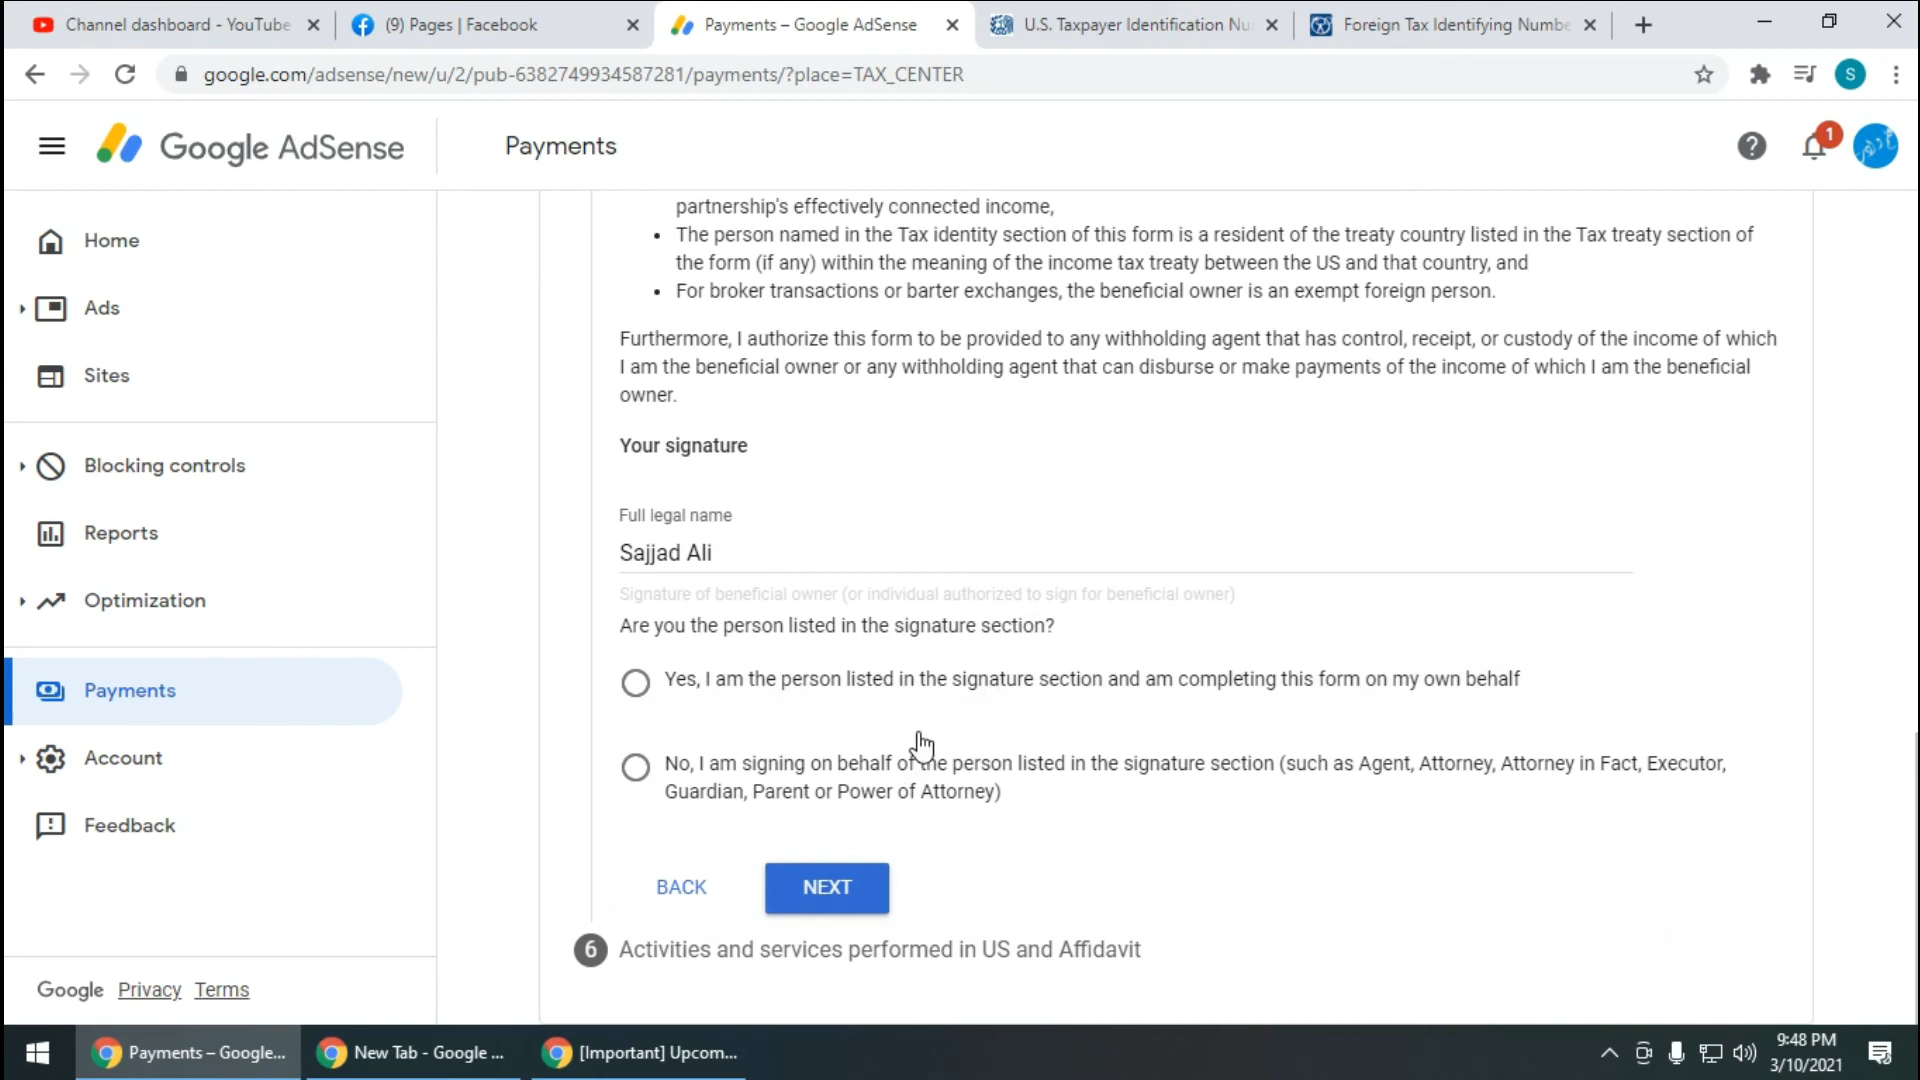 Channel dashboard - YouTube
(9) Pages | Facebook
Payments – Google AdSense
U.S. Taxpayer Identification Nu
Foreign Tax Identifying Numbe
google.com/adsense/new/u/2/pub-6382749934587281/payments/?place=TAX_CENTER
S
Google AdSense
Payments
1
Home
Ads
Sites
Blocking controls
Reports
Optimization
Payments
Account
Feedback
Google Privacy Terms
partnership's effectively connected income,
• The person named in the Tax identity section of this form is a resident of the treaty country listed in the Tax treaty section of
the form (if any) within the meaning of the income tax treaty between the US and that country, and
• For broker transactions or barter exchanges, the beneficial owner is an exempt foreign person.
Furthermore, I authorize this form to be provided to any withholding agent that has control, receipt, or custody of the income of which
I am the beneficial owner or any withholding agent that can disburse or make payments of the income of which I am the beneficial
owner.
Your signature
Full legal name
Sajjad Ali
Signature of beneficial owner (or individual authorized to sign for beneficial owner)
Are you the person listed in the signature section?
Yes, I am the person listed in the signature section and am completing this form on my own behalf
No, I am signing on behalf of the person listed in the signature section (such as Agent, Attorney, Attorney in Fact, Executor,
Guardian, Parent or Power of Attorney)
BACK
NEXT
6 Activities and services performed in US and Affidavit
Payments – Google...
New Tab - Google ...
[Important] Upcom...
9:48 PM
3/10/2021